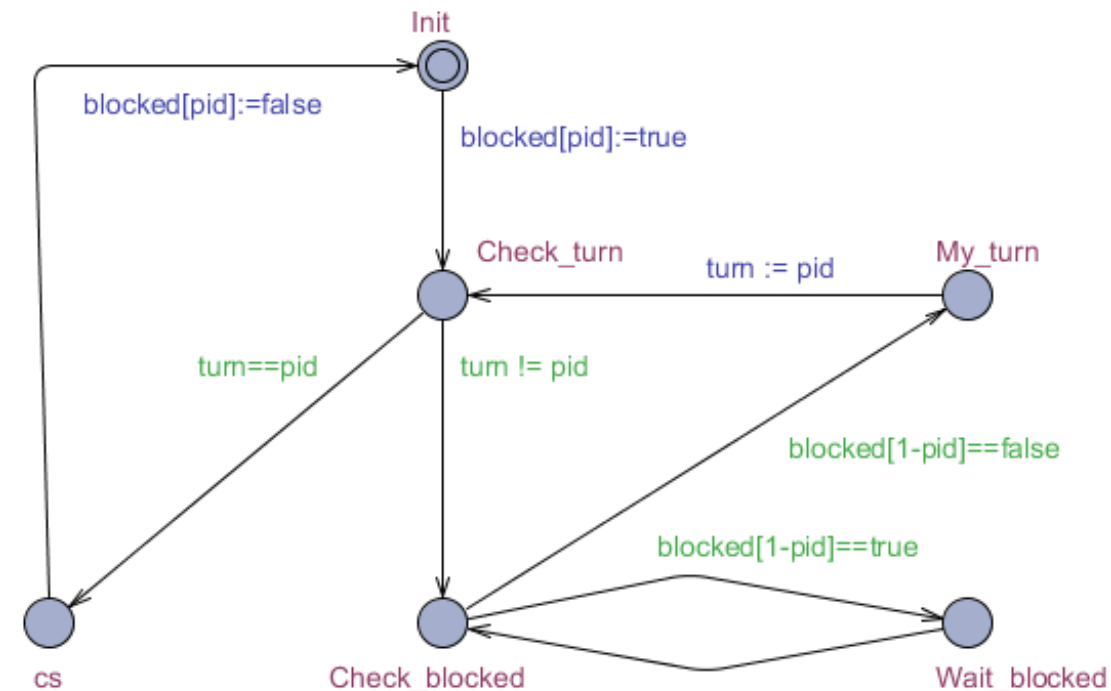 Init
blocked[pid]:=false
blocked[pid]:=true
Check_turn
My_turn
turn := pid
turn==pid
turn != pid
blocked[1-pid]==false
blocked[1-pid]==true
cs
Check_blocked
Wait_blocked